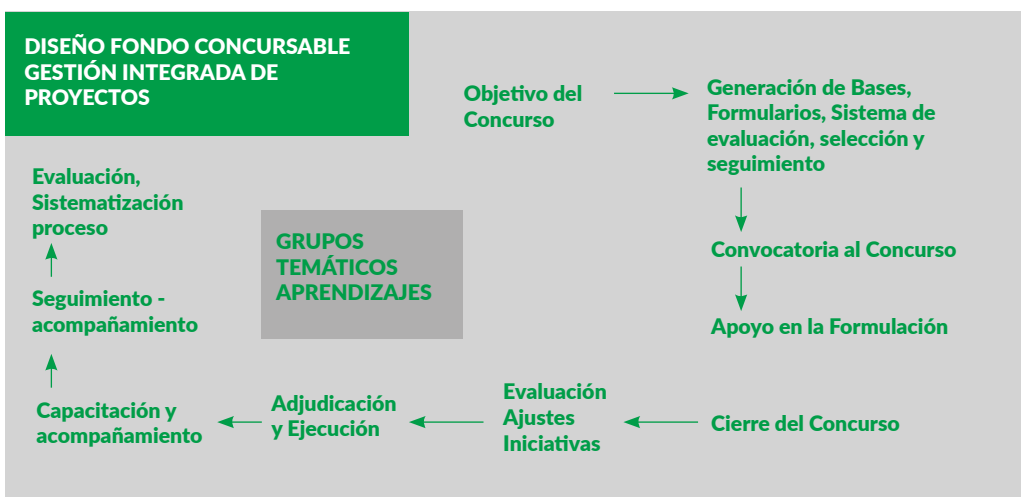 DISEÑO FONDO CONCURSABLE
GESTIÓN INTEGRADA DE
PROYECTOS
Objetivo del
Concurso
Generación de Bases,
Formularios, Sistema de
evaluación, selección y
seguimiento
Convocatoria al Concurso
Apoyo en la Formulación
Cierre del Concurso
Evaluación
Ajustes
Iniciativas
Adjudicación
y Ejecución
Capacitación y
acompañamiento
Seguimiento -
acompañamiento
Evaluación,
Sistematización
proceso
GRUPOS
TEMÁTICOS
APRENDIZAJES